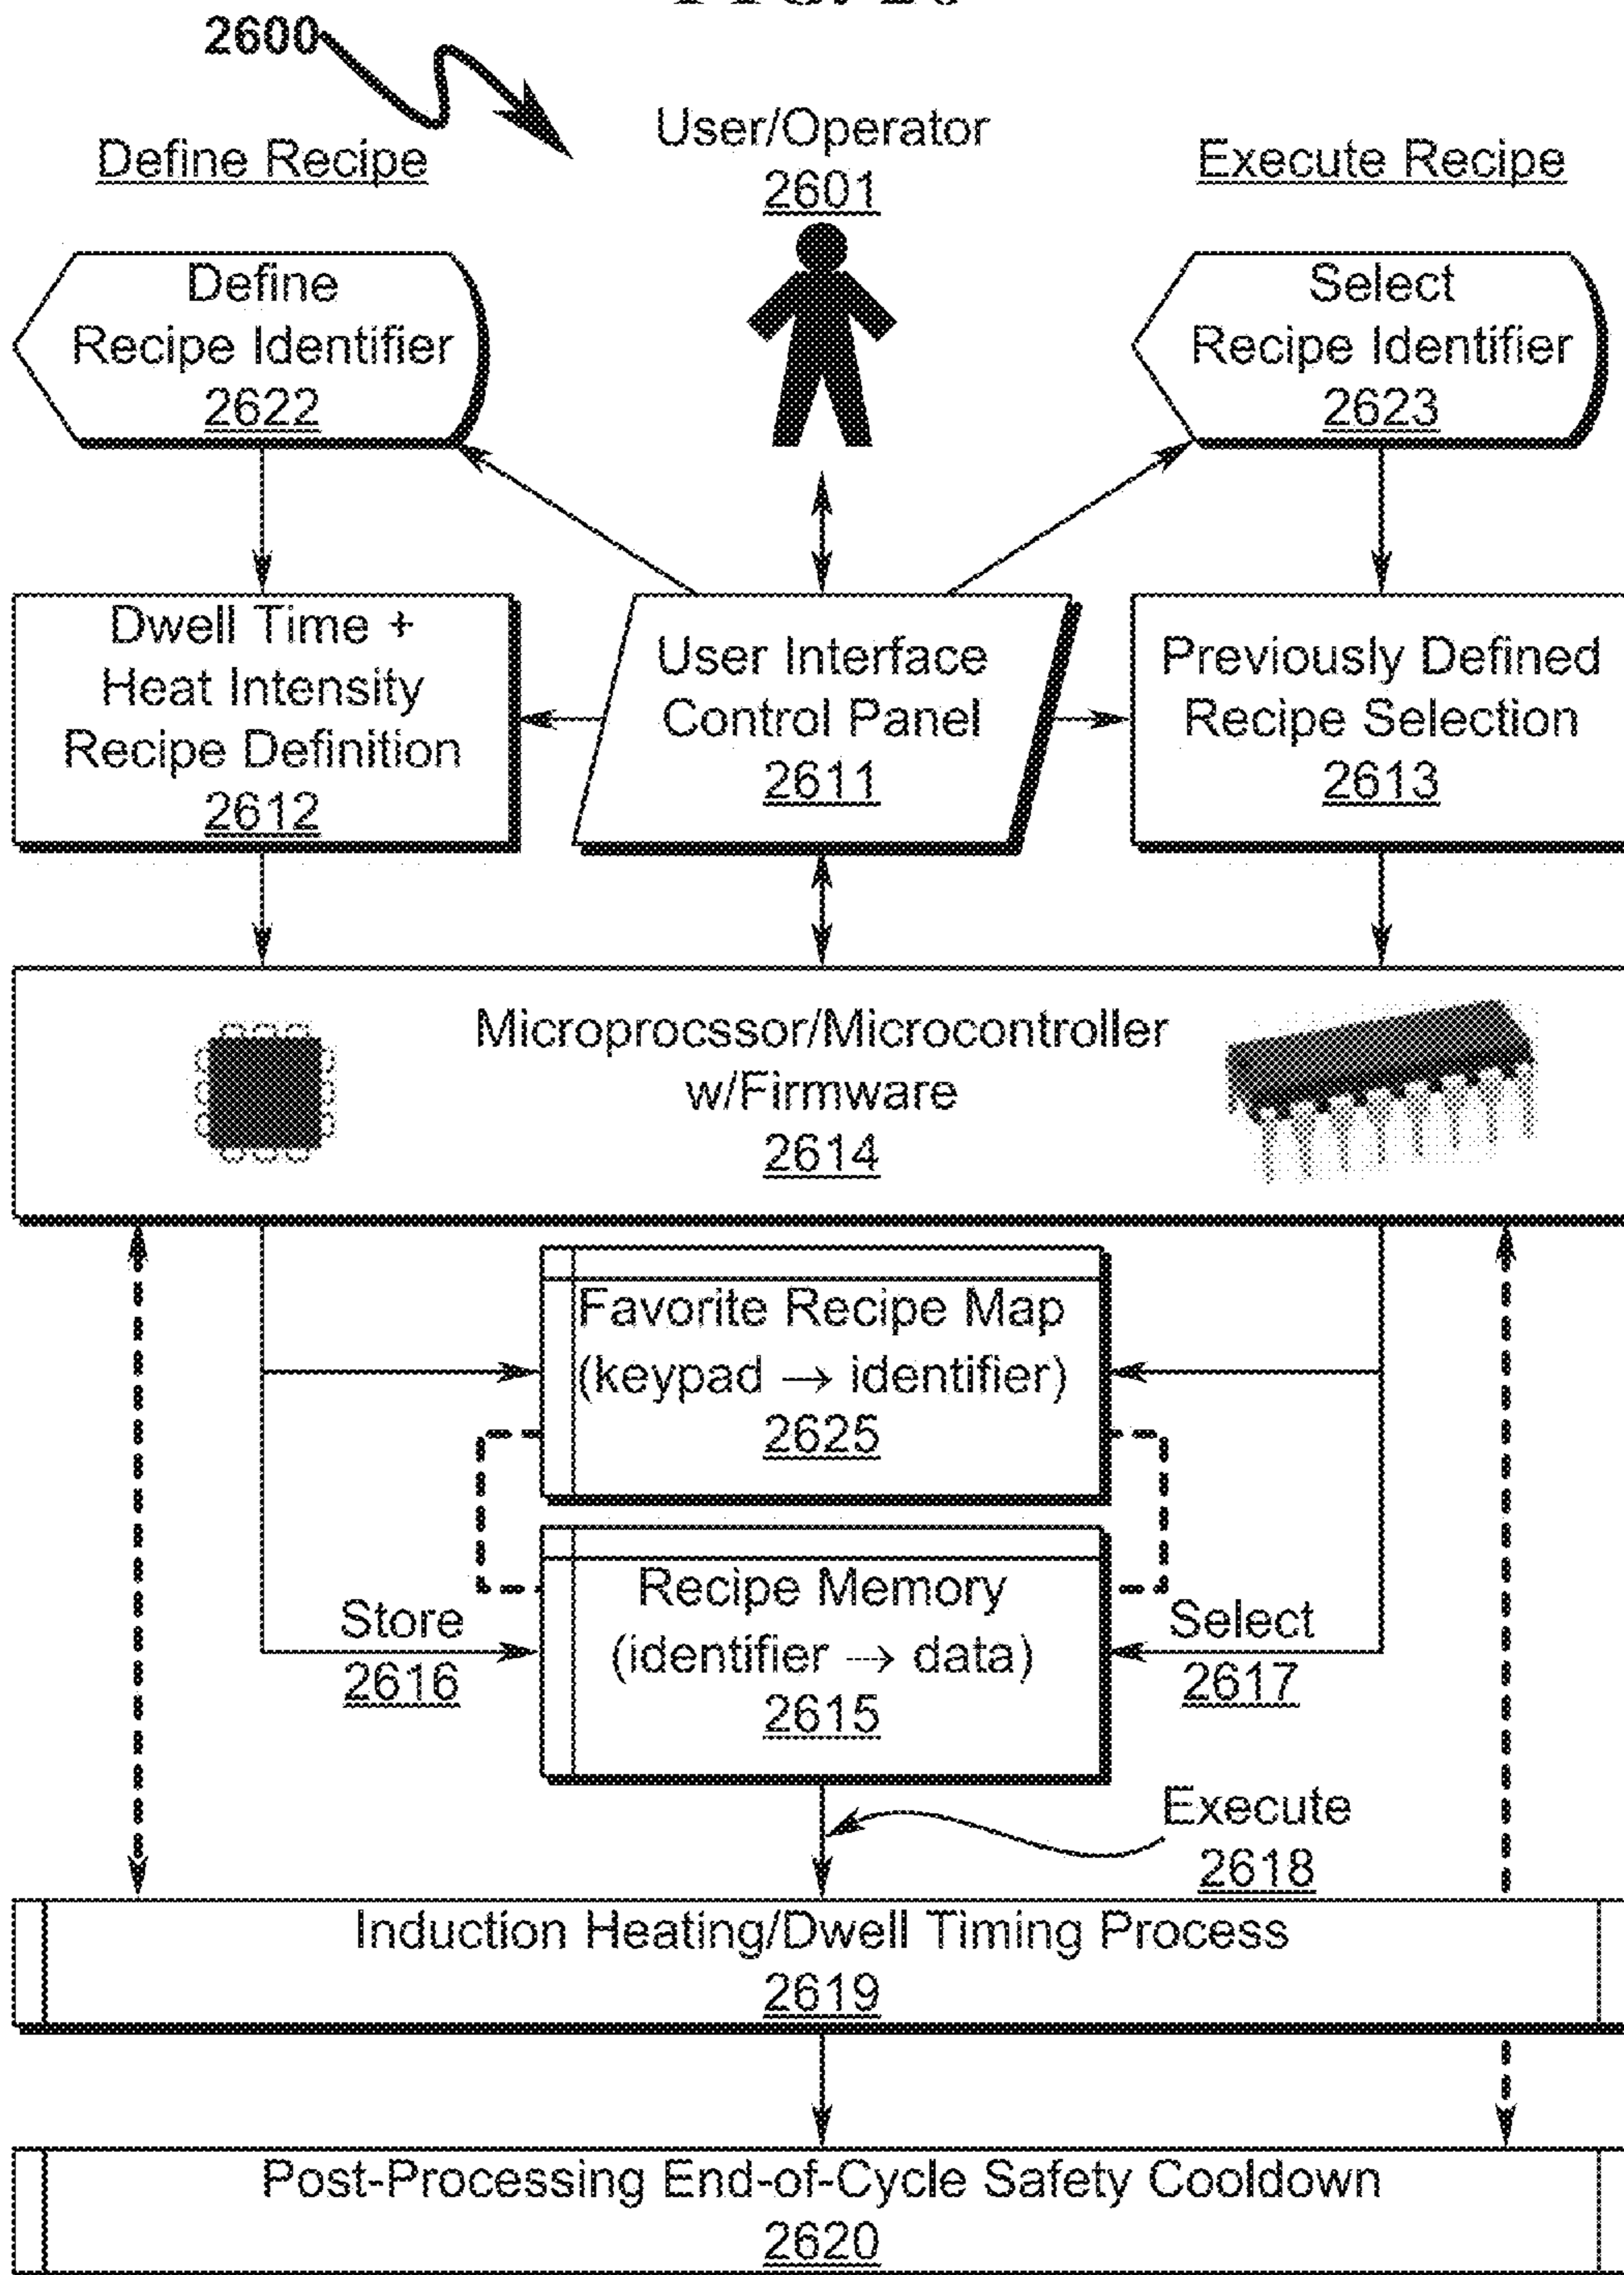 2600
User/Operator
2601
Define Recipe
Execute Recipe
Define
Recipe Identifier
2622
Select
Recipe Identifier
2623
Dwell Time +
Heat Intensity
Recipe Definition
2612
User Interface
Control Panel
2611
Previously Defined
Recipe Selection
2613
Microprocssor/Microcontroller
w/Firmware
2614
Favorite Recipe Map
(keypad → identifier)
2625
Store
2616
Recipe Memory
(identifier → data)
2615
Select
2617
Execute
2618
Induction Heating/Dwell Timing Process
2619
Post-Processing End-of-Cycle Safety Cooldown
2620